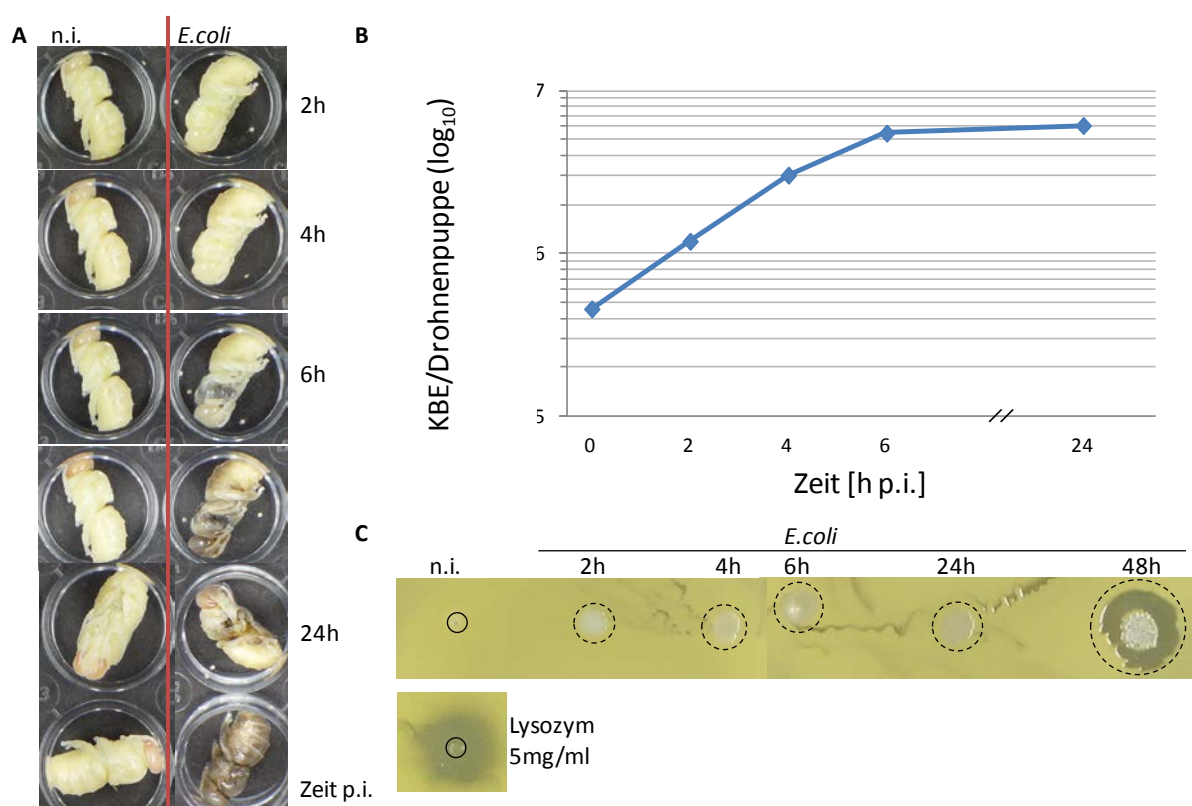 A
n.i.
E.coli
2h
4h
6h
24h
Zeit p.i.
B
KBE/Drohnenpuppe (log10)
7
6
5
0
2
4
6
24
Zeit [h p.i.]
C
E.coli
n.i.
2h
4h
6h
24h
48h
Lysozym
5mg/ml